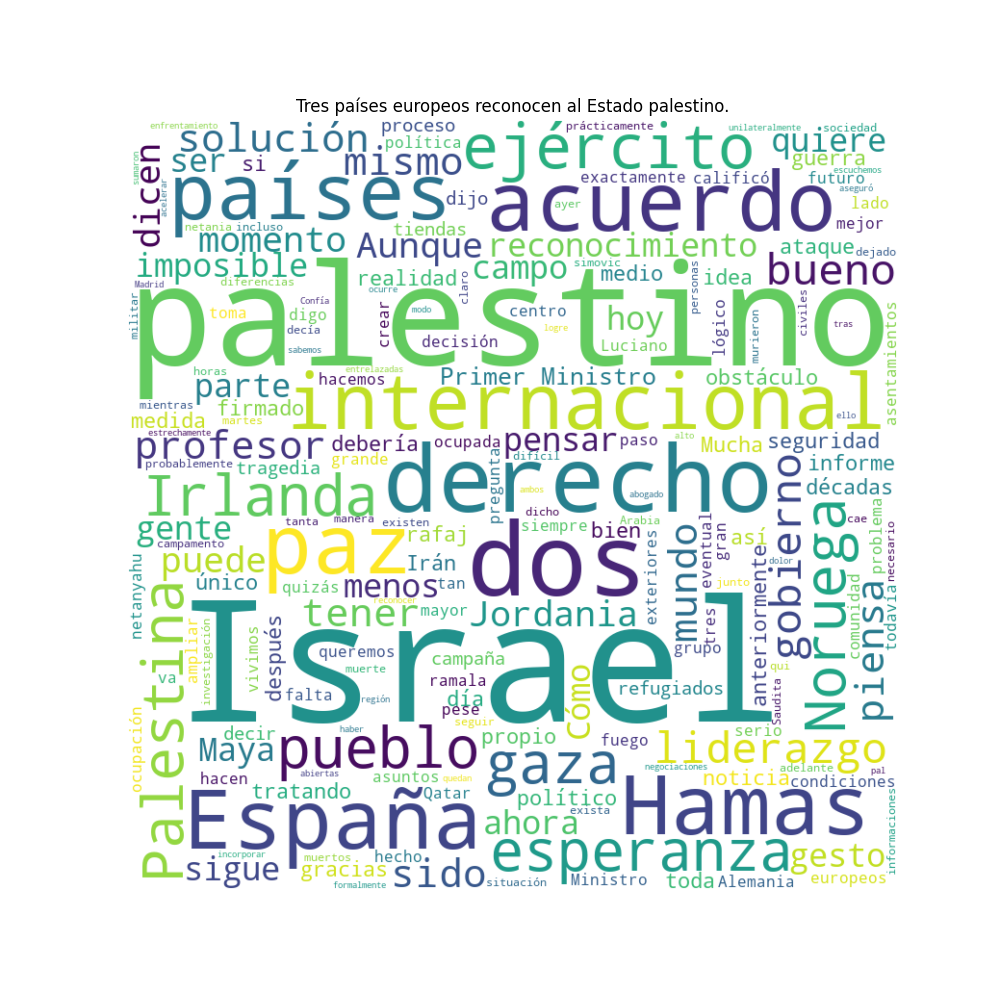 Tres países europeos reconocen al Estado palestino.
enfrentamiento
solución
proceso
política
prácticamente
unilateralmente
sociedad
sumaron
dicen
ser
si
mismo
ejército
quiere
guerra
escuchemos
acelerar
países
dijo
exactamente
calificó
futuro
aseguró
acuerdo
ayer
lado
netania
incluso
tiendas
mejor
momento
Aunque
reconocimiento
ataque
dejado
imposible
realidad
claro
campo
simovic
medio
personas
idea
bueno
Madrid
diferencias
ocurre
militar
palestino
toma
digo
Confía
crear
modo
centro
logre
hoy
lógico
civiles
tras
decía
decisión
Luciano
murieron
asentamientos
sabemos
horas
entrelazadas
parte
hacemos
Primer Ministro
obstáculo
mientras
firmado
internacional
medida
martes
ello
estrechamente
profesor
debería
ocupada
pensar
paso
alto
Mucha
seguridad
probablemente
tragedia
grande
preguntar
difícil
informe
Irlanda
derecho
ambos
abogado
décadas
gente
tanta
manera
existen
dicho
siempre
bien
Arabia
cae
campamento
paz
rafaj
dos
exteriores
mundo
eventual
gran
así
gobierno
Noruega
problema
necesario
puede
único
quizás
menos
Irán
tan
dolor
netanyahu
reconocer
junto
tener
mayor
Jordania
tres
anteriormente
comunidad
todavía
Palestina
va
ampliar
investigación
vivimos
después
Israel
queremos
grupo
piensa
muerte
campaña
ramala
región
falta
día
pese
Cómo
refugiados
qui
Saudita
ocupación
decir
haber
seguir
propio
fuego
serio
Maya
pueblo
gaza
liderazgo
hacen
abiertas
asuntos
quedan
negociaciones
noticia
adelante
pal
condiciones
tratando
Qatar
político
exista
informaciones
España
ahora
Hamas
incorporar
muertos
hecho
esperanza
gesto
sigue
gracias
formalmente
sido
situación
Ministro
toda
Alemania
europeos